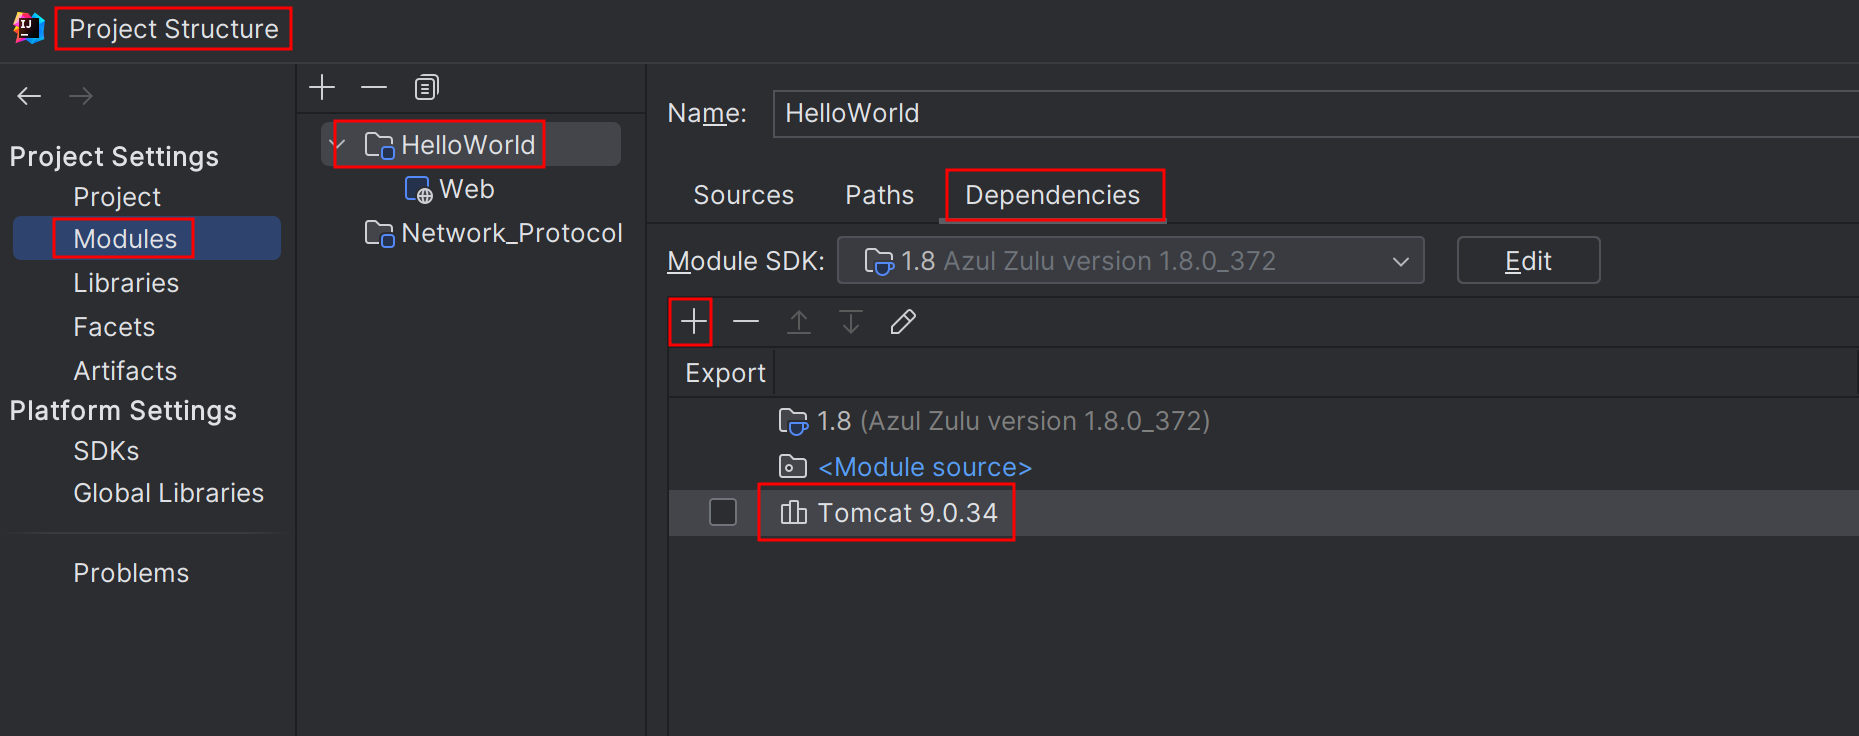 IJ
Project Structure
Project Settings
Project
Modules
Libraries
Facets
Artifacts
Platform Settings
SDKs
Global Libraries
Problems
HelloWorld
Web
Network_Protocol
Name: HelloWorld
Sources Paths Dependencies
Module SDK: 1.8 Azul Zulu version 1.8.0_372 Edit
Export
1.8 (Azul Zulu version 1.8.0_372)
<Module source>
Tomcat 9.0.34